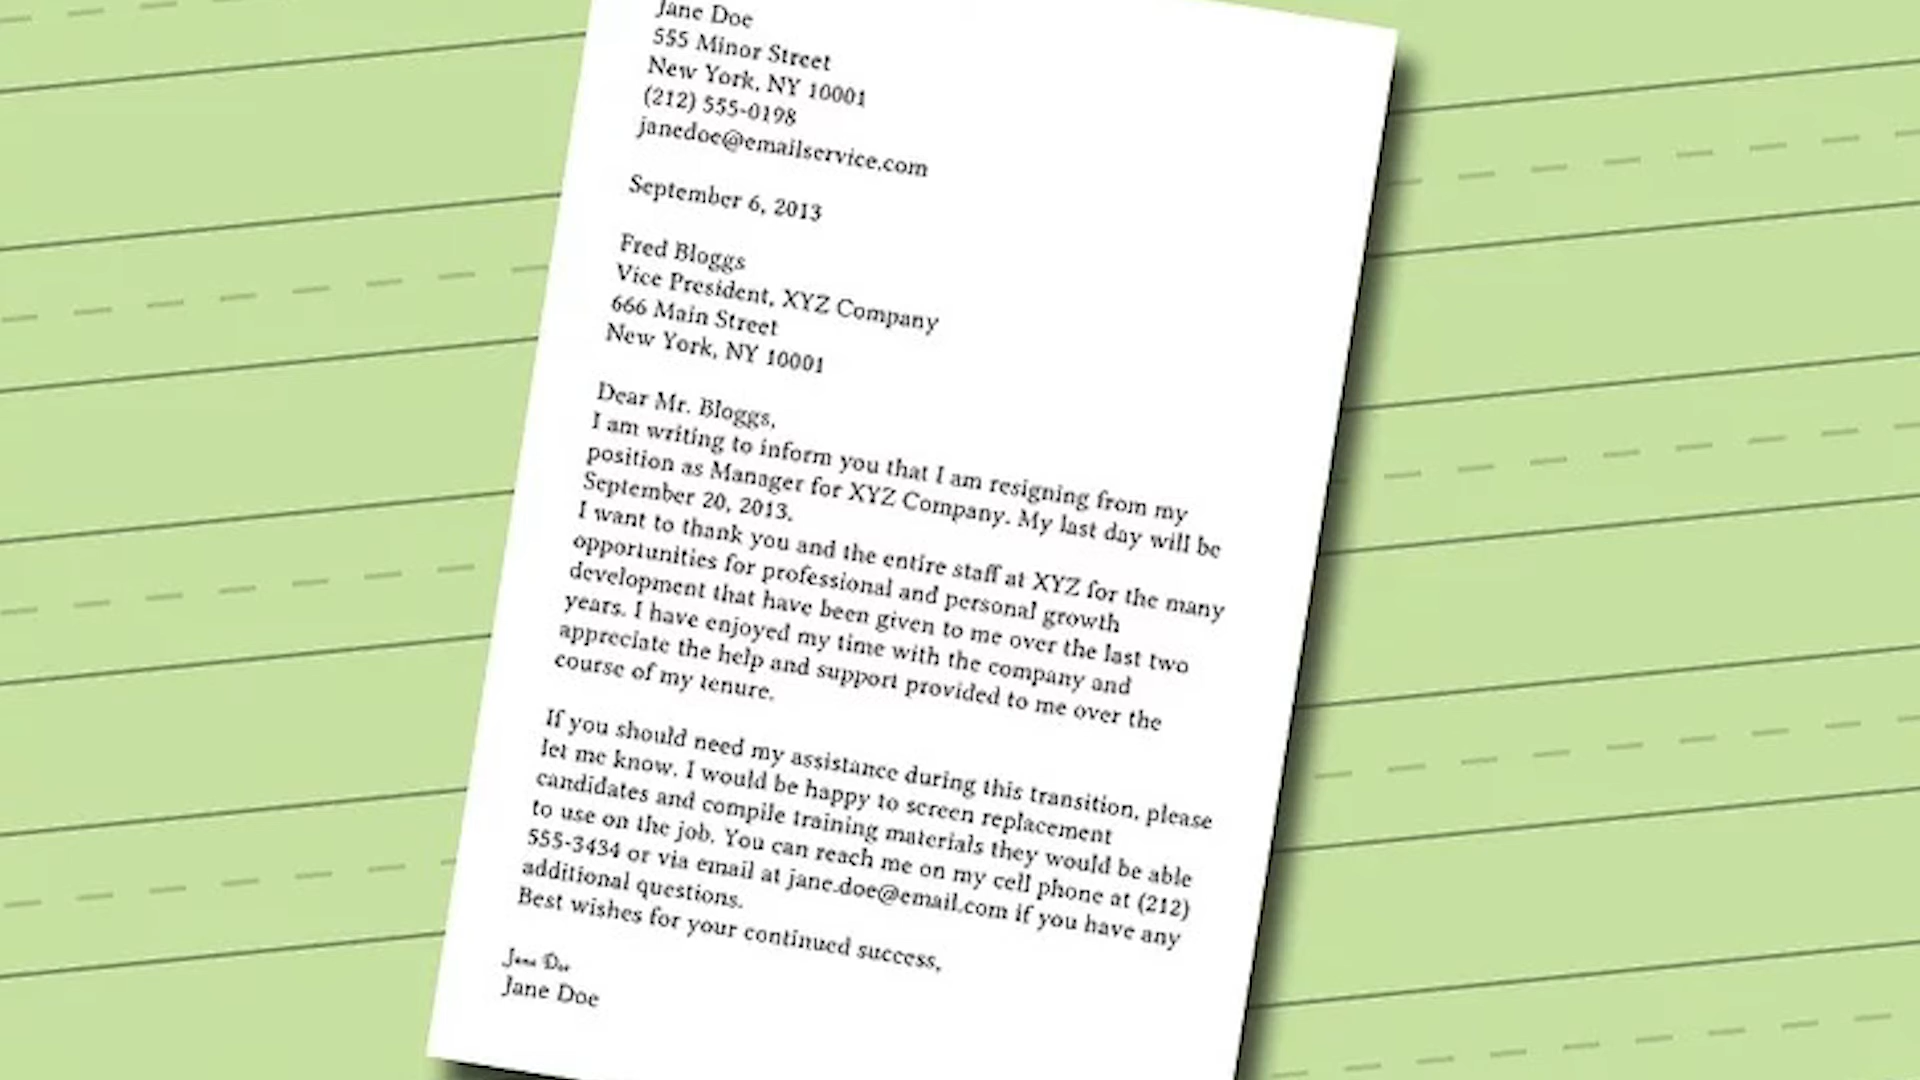 Jane Doe
555 Minor Street
New York, NY 10001
(212) 555-0198
janedoe@emailservice.com
September 6, 2013
Fred Bloggs
Vice President, XYZ Company
666 Main Street
New York, NY 10001
Dear Mr. Bloggs,
I am writing to inform you that I am resigning from my
position as Manager for XYZ Company. My last day will be
September 20, 2013.
I want to thank you and the entire staff at XYZ for the many
opportunities for professional and personal growth
development that have been given to me over the last two
years. I have enjoyed my time with the company and
appreciate the help and support provided to me over the
course of my tenure.
If you should need my assistance during this transition, please
let me know. I would be happy to screen replacement
candidates and compile training materials they would be able
to use on the job. You can reach me on my cell phone at (212)
555-3434 or via email at jane.doe@email.com if you have any
additional questions.
Best wishes for your continued success,
Jane Doe
Jane Doe